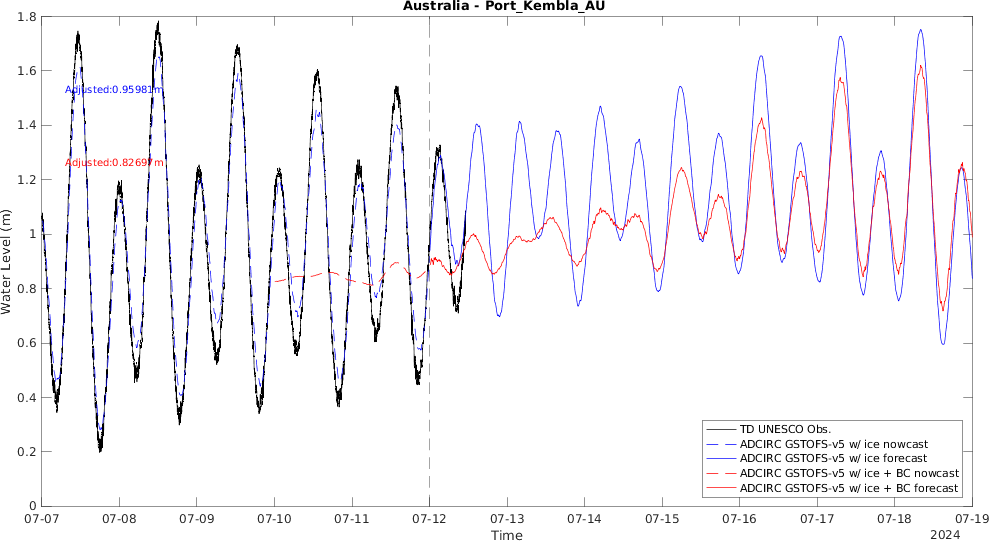 Australia - Port_Kembla_AU
1.8
1.6
1.4
1.2
1
0.8
0.6
0.4
0.2
0
Water Level (m)
Adjusted:0.95981m
Adjusted:0.82697m
TD UNESCO Obs.
ADCIRC GSTOFS-v5 w/ ice nowcast
ADCIRC GSTOFS-v5 w/ ice forecast
ADCIRC GSTOFS-v5 w/ ice + BC nowcast
ADCIRC GSTOFS-v5 w/ ice + BC forecast
07-07 07-08 07-09 07-10 07-11 07-12 07-13 07-14 07-15 07-16 07-17 07-18 07-19
Time
2024